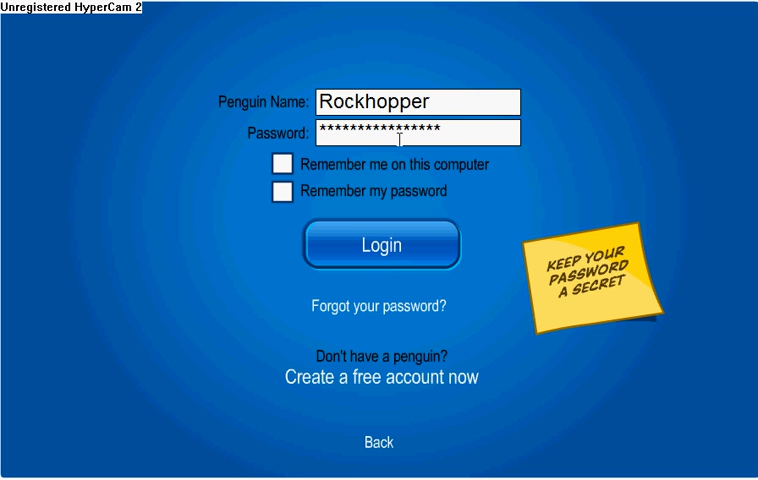 Unregistered HyperCam 2
Penguin Name: Rockhopper
Password: ****************
Remember me on this computer
Remember my password
Login
KEEP YOUR
PASSWORD
A SECRET
Forgot your password?
Don't have a penguin?
Create a free account now
Back